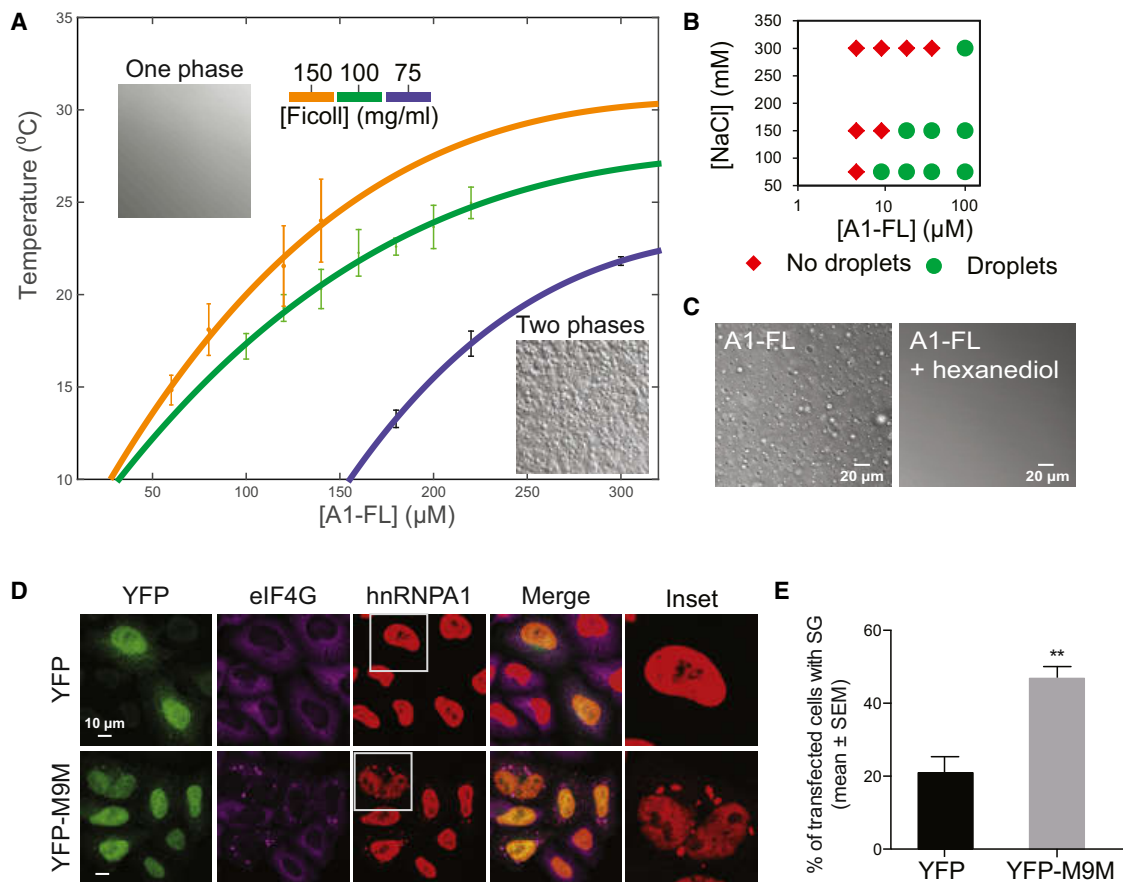 A
One phase
150 100 75
[Ficoll] (mg/ml)
Two phases
Temperature (⁰C)
35
30
25
20
15
10
50 100 150 200 250 300
[A1-FL] (µM)
B
[NaCl] (mM)
350
300
250
200
150
100
50
1 10 100
[A1-FL] (µM)
No droplets Droplets
C
A1-FL
20 µm
A1-FL
+ hexanediol
20 µm
D
YFP eIF4G hnRNPA1 Merge Inset
YFP
10 µm
YFP-M9M
E
% of transfected cells with SG
(mean ± SEM)
60
40
20
0
**
YFP YFP-M9M